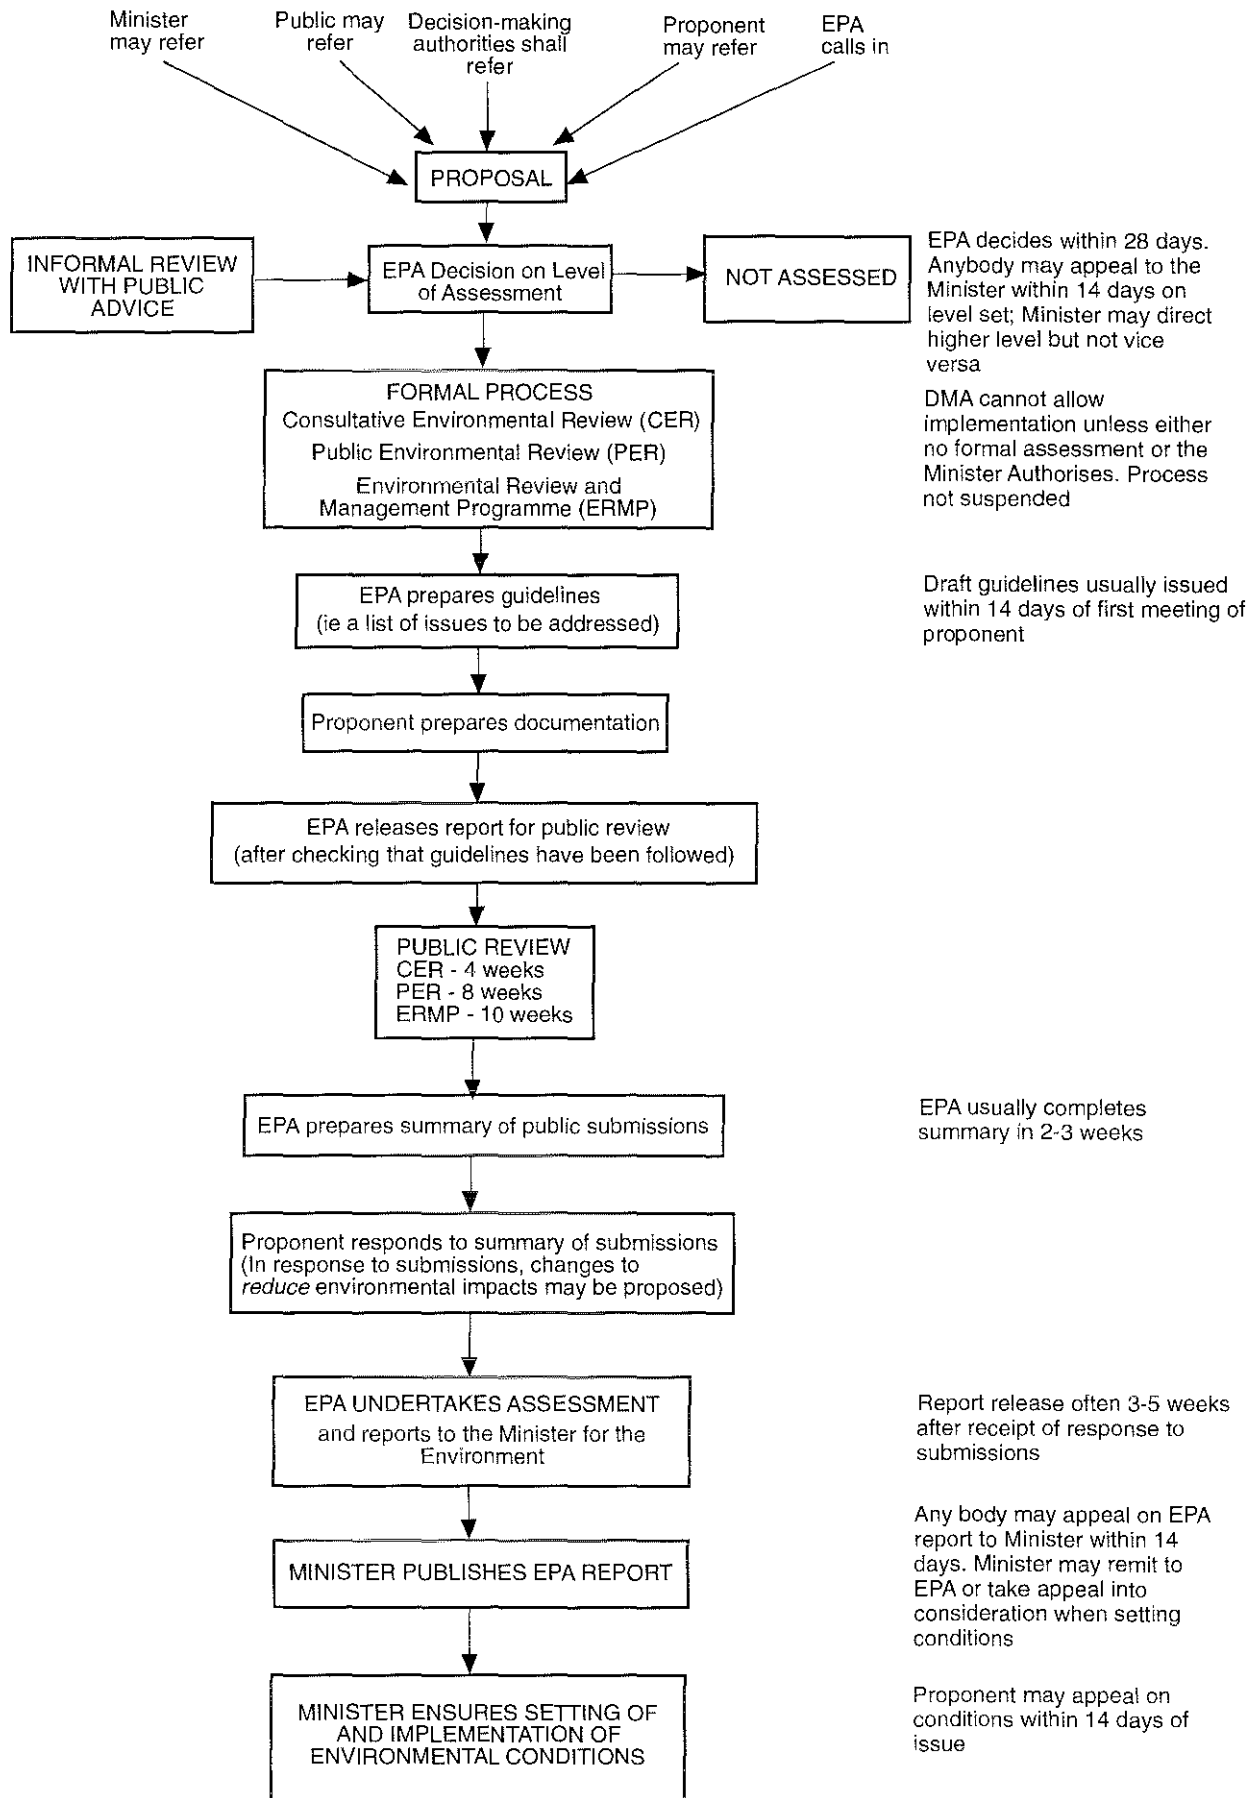 Minister
may refer
Public may
refer
Decision-making
authorities shall
refer
Proponent
may refer
EPA
calls in
PROPOSAL
INFORMAL REVIEW
WITH PUBLIC
ADVICE
EPA Decision on Level
of Assessment
NOT ASSESSED
EPA decides within 28 days.
Anybody may appeal to the
Minister within 14 days on
level set; Minister may direct
higher level but not vice
versa
FORMAL PROCESS
Consultative Environmental Review (CER)
Public Environmental Review (PER)
Environmental Review and
Management Programme (ERMP)
DMA cannot allow
implementation unless either
no formal assessment or the
Minister Authorises. Process
not suspended
EPA prepares guidelines
(ie a list of issues to be addressed)
Draft guidelines usually issued
within 14 days of first meeting of
proponent
Proponent prepares documentation
EPA releases report for public review
(after checking that guidelines have been followed)
PUBLIC REVIEW
CER - 4 weeks
PER - 8 weeks
ERMP - 10 weeks
EPA prepares summary of public submissions
EPA usually completes
summary in 2-3 weeks
Proponent responds to summary of submissions
(In response to submissions, changes to
reduce environmental impacts may be proposed)
EPA UNDERTAKES ASSESSMENT
and reports to the Minister for the
Environment
Report release often 3-5 weeks
after receipt of response to
submissions
MINISTER PUBLISHES EPA REPORT
Any body may appeal on EPA
report to Minister within 14
days. Minister may remit to
EPA or take appeal into
consideration when setting
conditions
MINISTER ENSURES SETTING OF
AND IMPLEMENTATION OF
ENVIRONMENTAL CONDITIONS
Proponent may appeal on
conditions within 14 days of
issue